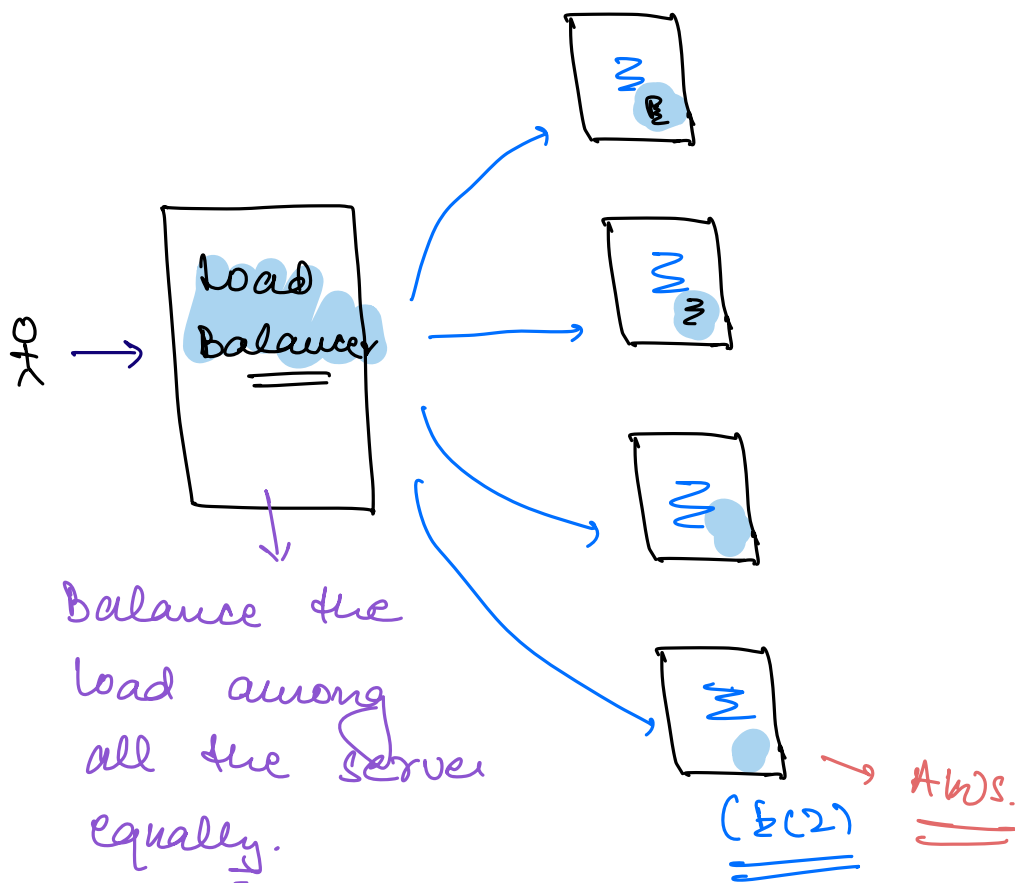 Load
Balancer
Balance the
load among
all the server
equally.
(EC2)
AWS.